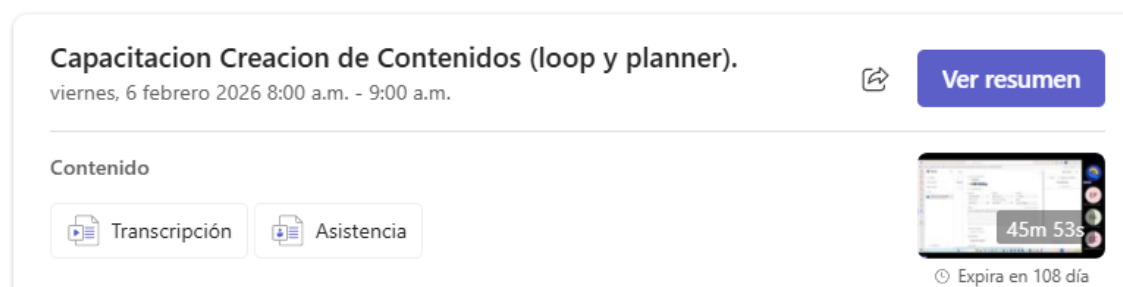 Capacitacion Creacion de Contenidos (loop y planner).
viernes, 6 febrero 2026 8:00 a.m. - 9:00 a.m.
Ver resumen
Contenido
Transcripción
Asistencia
45m 53s
Expira en 108 día